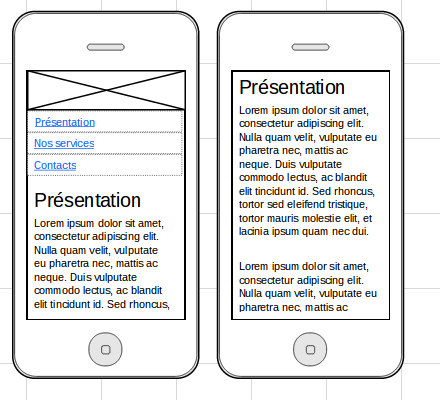 Présentation
Nos services
Contacts
Présentation
Lorem ipsum dolor sit amet,
consectetur adipiscing elit.
Nulla quam velit, vulputate
eu pharetra nec, mattis ac
neque. Duis vulputate
commodo lectus, ac blandit
elit tincidunt id. Sed rhoncus,
Présentation
Lorem ipsum dolor sit amet,
consectetur adipiscing elit.
Nulla quam velit, vulputate eu
pharetra nec, mattis ac
neque. Duis vulputate
commodo lectus, ac blandit
elit tincidunt id. Sed rhoncus,
tortor sed eleifend tristique,
tortor mauris molestie elit, et
lacinia ipsum quam nec dui.
Lorem ipsum dolor sit amet,
consectetur adipiscing elit.
Nulla quam velit, vulputate eu
pharetra nec, mattis ac